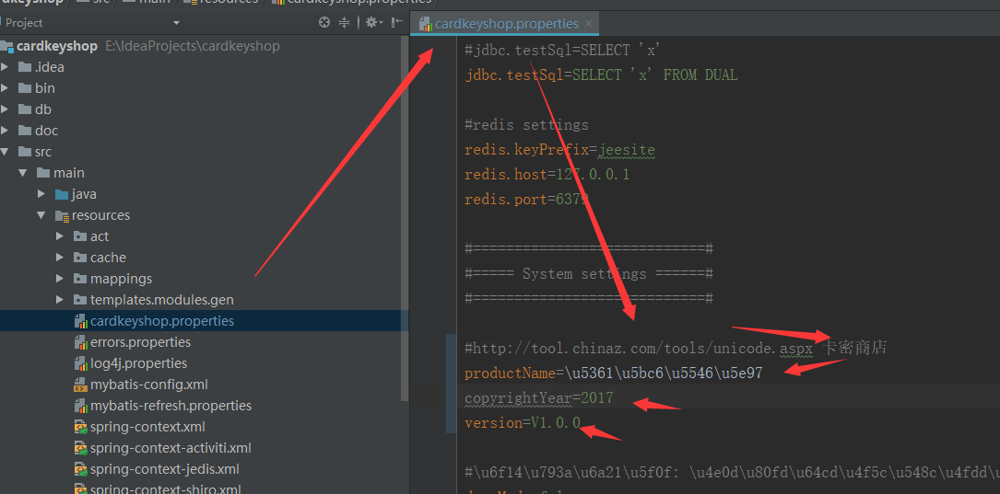 src main resources cardkeyshop.properties
Project
cardkeyshop E:\IdeaProjects\cardkeyshop
.idea
bin
db
doc
src
main
java
resources
act
cache
mappings
templates.modules.gen
cardkeyshop.properties
errors.properties
log4j.properties
mybatis-config.xml
mybatis-refresh.properties
spring-context.xml
spring-context-activiti.xml
spring-context-jedis.xml
spring-context-shiro.xml
cardkeyshop.properties
#jdbc.testSql=SELECT 'x'
jdbc.testSql=SELECT 'x' FROM DUAL
#redis settings
redis.keyPrefix=jeesite
redis.host=127.0.0.1
redis.port=6379
#============================#
#===== System settings ======#
#============================#
#http://tool.chinaz.com/tools/unicode.aspx 卡密商店
productName=\u5361\u5bc6\u5546\u5e97
copyrightYear=2017
version=V1.0.0
#\u6f14\u793a\u6a21\u5f0f: \u4e0d\u80fd\u64cd\u4f5c\u548c\u4fdd\u